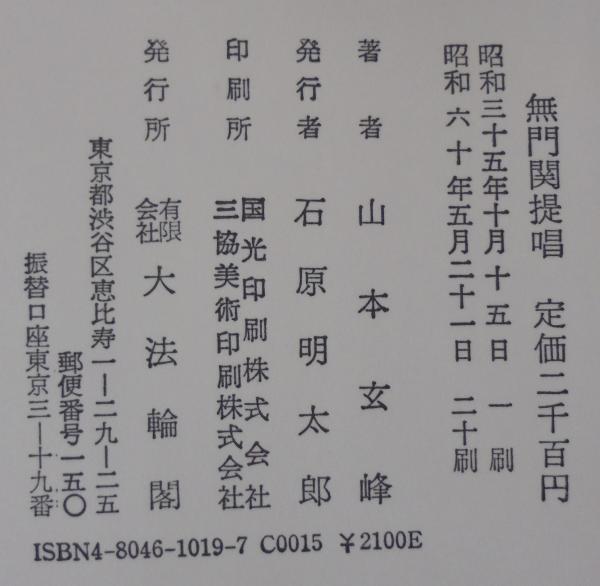 無門関提唱　定価二千百円
昭和三十五年十月十五日　一刷
昭和六十年五月二十一日　二十刷
著者　山本玄峰
発行者　石原明太郎
印刷所　国光印刷株式会社
三協美術印刷株式会社
発行所　有限会社　大法輪閣
東京都渋谷区恵比寿一—二九—二五
郵便番号一五〇
振替口座東京三—十九番
ISBN4-8046-1019-7 C0015 ￥2100E